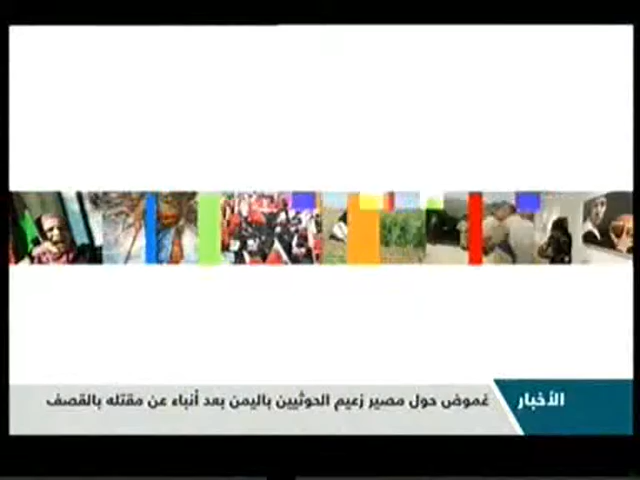 الأخبار
غموض حول مصير زعيم الحوثيين باليمن بعد أنباء عن مقتله بالقصف